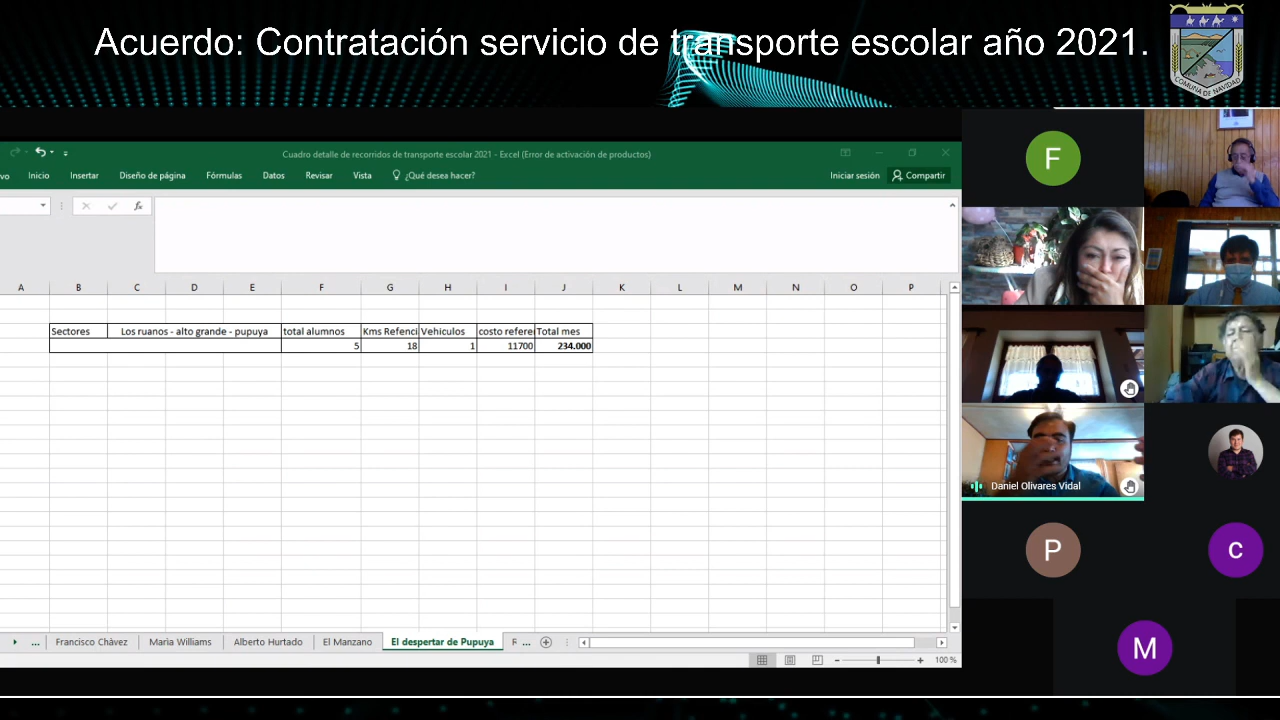 Acuerdo: Contratación servicio de transporte escolar año 2021.
COMUNA DE NAVIDAD
Cuadro detalle de recorridos de transporte escolar 2021 - Excel (Error de activación de productos)
vo Inicio Insertar Diseño de página Fórmulas Datos Revisar Vista ¿Qué desea hacer? Iniciar sesión Compartir
fx
A B C D E F G H I J K L M N O P
Sectores Los ruanos - alto grande - pupuya total alumnos Kms Refenci Vehículos costo refere Total mes
5 18 1 11700 234.000
... Francisco Chávez María Williams Alberto Hurtado El Manzano El despertar de Pupuya R ...
100 %
F
Daniel Olivares Vidal
P
c
M